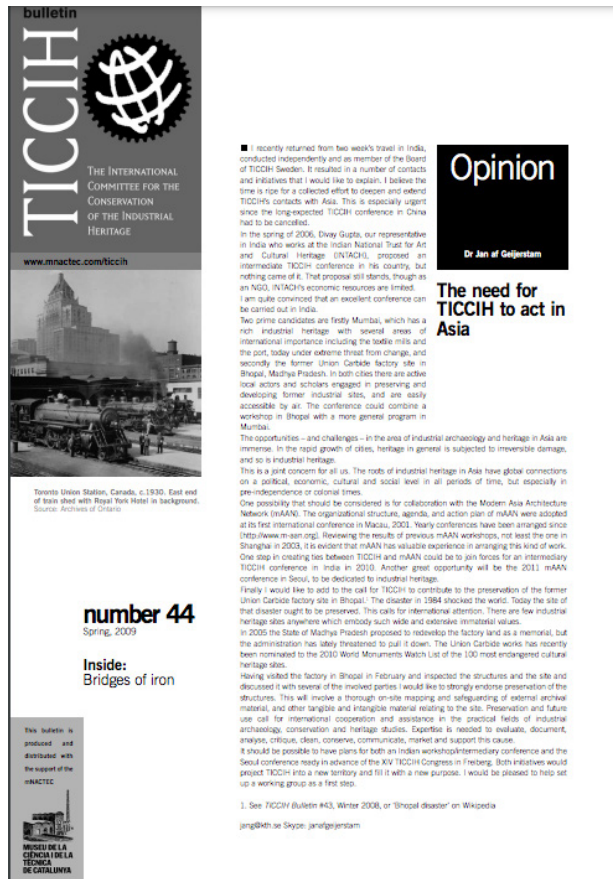 bulletin
TICCIH
THE INTERNATIONAL
COMMITTEE FOR THE
CONSERVATION
OF THE INDUSTRIAL
HERITAGE
www.mnactec.com/ticcih
Toronto Union Station, Canada, c.1930. East end
of train shed with Royal York Hotel in background.
Source: Archives of Ontario
number 44
Spring, 2009
Inside:
Bridges of iron
This bulletin is
produced and
distributed with
the support of the
mNACTEC
MUSEU DE LA
CIÈNCIA I DE LA
TÈCNICA
DE CATALUNYA
Opinion
Dr Jan af Geijerstam
The need for
TICCIH to act in
Asia
■ I recently returned from two week's travel in India,
conducted independently and as member of the Board
of TICCIH Sweden. It resulted in a number of contacts
and initiatives that I would like to explain. I believe the
time is ripe for a collected effort to deepen and extend
TICCIH's contacts with Asia. This is especially urgent
since the long-expected TICCIH conference in China
had to be cancelled.
In the spring of 2006, Divay Gupta, our representative
in India who works at the Indian National Trust for Art
and Cultural Heritage (INTACH), proposed an
intermediate TICCIH conference in his country, but
nothing came of it. That proposal still stands, though as
an NGO, INTACH's economic resources are limited.
I am quite convinced that an excellent conference can
be carried out in India.
Two prime candidates are firstly Mumbai, which has a
rich industrial heritage with several areas of
international importance including the textile mills and
the port, today under extreme threat from change, and
secondly the former Union Carbide factory site in
Bhopal, Madhya Pradesh. In both cities there are active
local actors and scholars engaged in preserving and
developing former industrial sites, and are easily
accessible by air. The conference could combine a
workshop in Bhopal with a more general program in
Mumbai.
The opportunities – and challenges – in the area of industrial archaeology and heritage in Asia are
immense. In the rapid growth of cities, heritage in general is subjected to irreversible damage,
and so is industrial heritage.
This is a joint concern for all us. The roots of industrial heritage in Asia have global connections
on a political, economic, cultural and social level in all periods of time, but especially in
pre-independence or colonial times.
One possibility that should be considered is for collaboration with the Modern Asia Architecture
Network (mAAN). The organizational structure, agenda, and action plan of mAAN were adopted
at its first international conference in Macau, 2001. Yearly conferences have been arranged since
(http://www.m-aan.org). Reviewing the results of previous mAAN workshops, not least the one in
Shanghai in 2003, it is evident that mAAN has valuable experience in arranging this kind of work.
One step in creating ties between TICCIH and mAAN could be to join forces for an intermediary
TICCIH conference in India in 2010. Another great opportunity will be the 2011 mAAN
conference in Seoul, to be dedicated to industrial heritage.
Finally I would like to add to the call for TICCIH to contribute to the preservation of the former
Union Carbide factory site in Bhopal.¹ The disaster in 1984 shocked the world. Today the site of
that disaster ought to be preserved. This calls for international attention. There are few industrial
heritage sites anywhere which embody such wide and extensive immaterial values.
In 2005 the State of Madhya Pradesh proposed to redevelop the factory land as a memorial, but
the administration has lately threatened to pull it down. The Union Carbide works has recently
been nominated to the 2010 World Monuments Watch List of the 100 most endangered cultural
heritage sites.
Having visited the factory in Bhopal in February and inspected the structures and the site and
discussed it with several of the involved parties I would like to strongly endorse preservation of the
structures. This will involve a thorough on-site mapping and safeguarding of external archival
material, and other tangible and intangible material relating to the site. Preservation and future
use call for international cooperation and assistance in the practical fields of industrial
archaeology, conservation and heritage studies. Expertise is needed to evaluate, document,
analyse, critique, clean, conserve, communicate, market and support this cause.
It should be possible to have plans for both an Indian workshop/intermediary conference and the
Seoul conference ready in advance of the XIV TICCIH Congress in Freiberg. Both initiatives would
project TICCIH into a new territory and fill it with a new purpose. I would be pleased to help set
up a working group as a first step.
1. See TICCIH Bulletin #43, Winter 2008, or 'Bhopal disaster' on Wikipedia
jang@kth.se Skype: janafgeijerstam